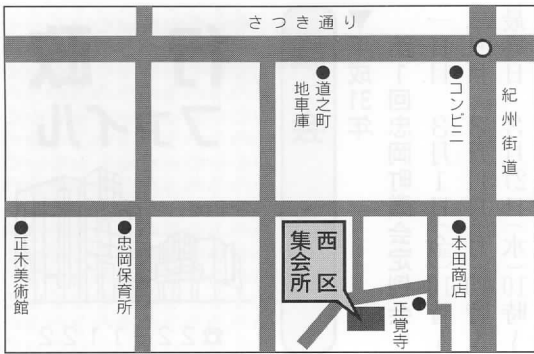 さつき通り
紀州街道
コンビニ
道之町
地車庫
本田商店
正覚寺
西区
集会所
忠岡保育所
正木美術館